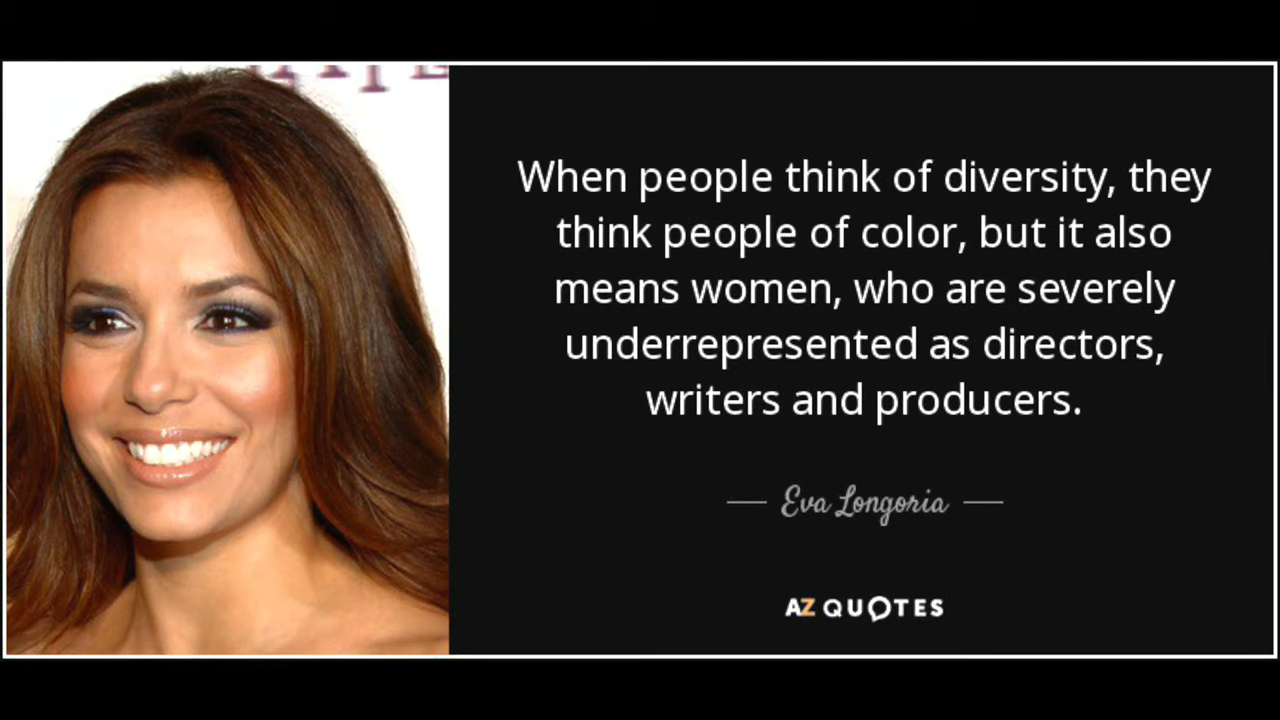 When people think of diversity, they
think people of color, but it also
means women, who are severely
underrepresented as directors,
writers and producers.
Eva Longoria
AZ QUOTES